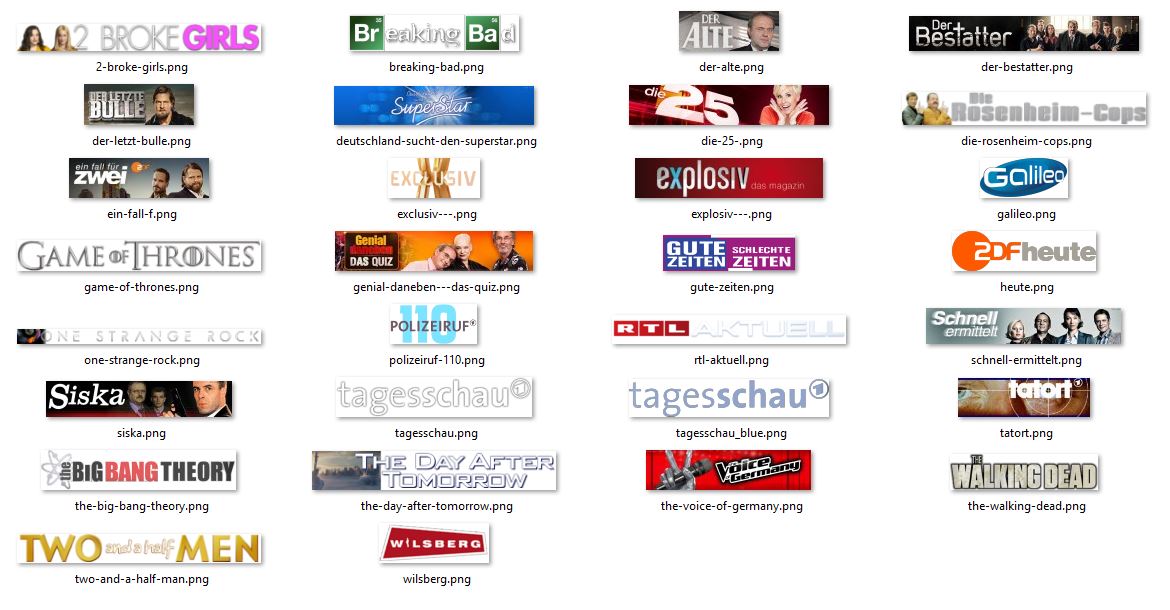 2 BROKE GIRLS
2-broke-girls.png
35 56
Breaking Bad
breaking-bad.png
DER
ALTE
der-alte.png
Der
Bestatter
der-bestatter.png
DER LETZTE
BULLE
der-letzt-bulle.png
SUPERSTAR
deutschland-sucht-den-superstar.png
die
25
die-25-.png
Die
Rosenheim-Cops
die-rosenheim-cops.png
ein fall für
zwei ZDF
ein-fall-f.png
EXCLUSIV
exclusiv---.png
explosiv das magazin
explosiv---.png
Galileo
galileo.png
GAME OF THRONES
game-of-thrones.png
Genial
daneben
DAS QUIZ
genial-daneben---das-quiz.png
GUTE SCHLECHTE
ZEITEN ZEITEN
gute-zeiten.png
ZDFheute
heute.png
ONE STRANGE ROCK
one-strange-rock.png
110
POLIZEIRUF
polizeiruf-110.png
RTL AKTUELL
rtl-aktuell.png
Schnell
ermittelt
schnell-ermittelt.png
Siska
siska.png
tagesschau
tagesschau.png
tagesschau
tagesschau_blue.png
tatort
tatort.png
the BIG BANG THEORY
the-big-bang-theory.png
THE DAY AFTER
TOMORROW
the-day-after-tomorrow.png
the
Voice
of Germany
the-voice-of-germany.png
THE
WALKING DEAD
the-walking-dead.png
TWO and a half MEN
two-and-a-half-man.png
WILSBERG
wilsberg.png